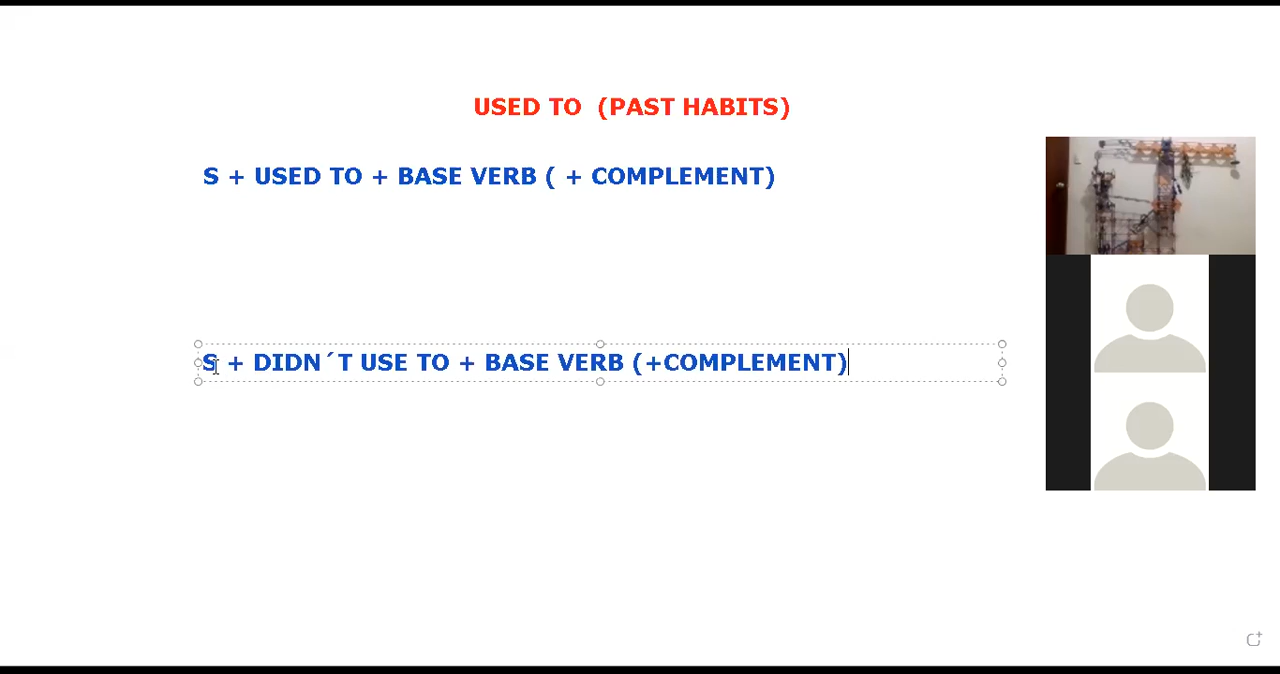 USED TO (PAST HABITS)
S + USED TO + BASE VERB ( + COMPLEMENT)
S + DIDN´T USE TO + BASE VERB (+COMPLEMENT)